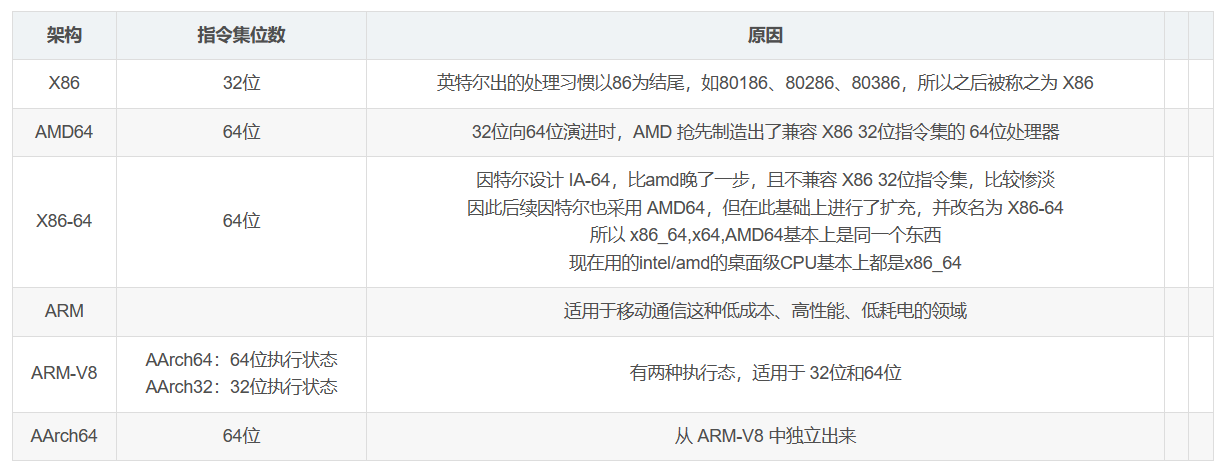 架构 指令集位数 原因
X86 32位 英特尔出的处理习惯以86为结尾，如80186、80286、80386，所以之后被称之为 X86
AMD64 64位 32位向64位演进时，AMD 抢先制造出了兼容 X86 32位指令集的 64位处理器
X86-64 64位 因特尔设计 IA-64，比amd晚了一步，且不兼容 X86 32位指令集，比较惨淡
因此后续因特尔也采用 AMD64，但在此基础上进行了扩充，并改名为 X86-64
所以 x86_64,x64,AMD64基本上是同一个东西
现在用的intel/amd的桌面级CPU基本上都是x86_64
ARM 适用于移动通信这种低成本、高性能、低耗电的领域
ARM-V8 AArch64：64位执行状态
AArch32：32位执行状态 有两种执行态，适用于 32位和64位
AArch64 64位 从 ARM-V8 中独立出来